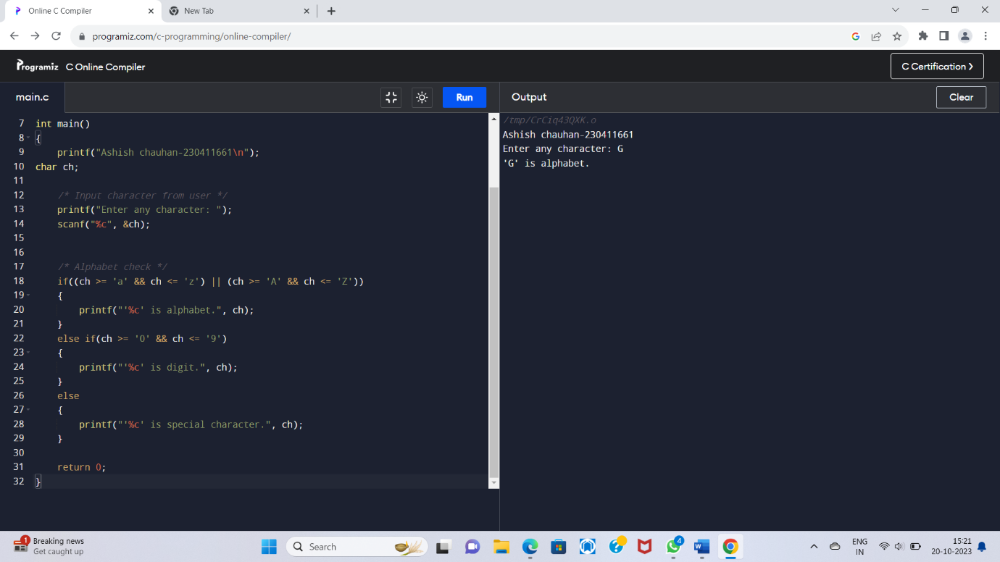 Online C Compiler
New Tab
programiz.com/c-programming/online-compiler/
Programiz C Online Compiler
C Certification >
main.c
Run
Output
Clear
7 int main()
8 {
9 printf("Ashish chauhan-230411661\n");
10 char ch;
11
12 /* Input character from user */
13 printf("Enter any character: ");
14 scanf("%c", &ch);
15
16
17 /* Alphabet check */
18 if((ch >= 'a' && ch <= 'z') || (ch >= 'A' && ch <= 'Z'))
19 {
20 printf("'%c' is alphabet.", ch);
21 }
22 else if(ch >= '0' && ch <= '9')
23 {
24 printf("'%c' is digit.", ch);
25 }
26 else
27 {
28 printf("'%c' is special character.", ch);
29 }
30
31 return 0;
32 }
/tmp/CrCiq43QXK.o
Ashish chauhan-230411661
Enter any character: G
'G' is alphabet.
1
Breaking news
Get caught up
Search
4
ENG
IN
15:21
20-10-2023